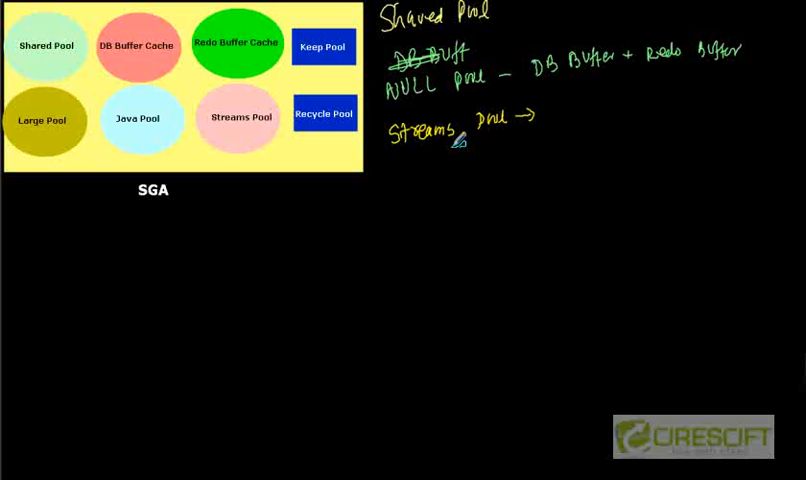 Shared Pool
DB Buffer Cache
Redo Buffer Cache
Keep Pool
Large Pool
Java Pool
Streams Pool
Recycle Pool
SGA
Shared Pool
DB Buff
NULL Pool - DB Buffer + Redo Buffer
Streams Pool →
CIRESCIFT